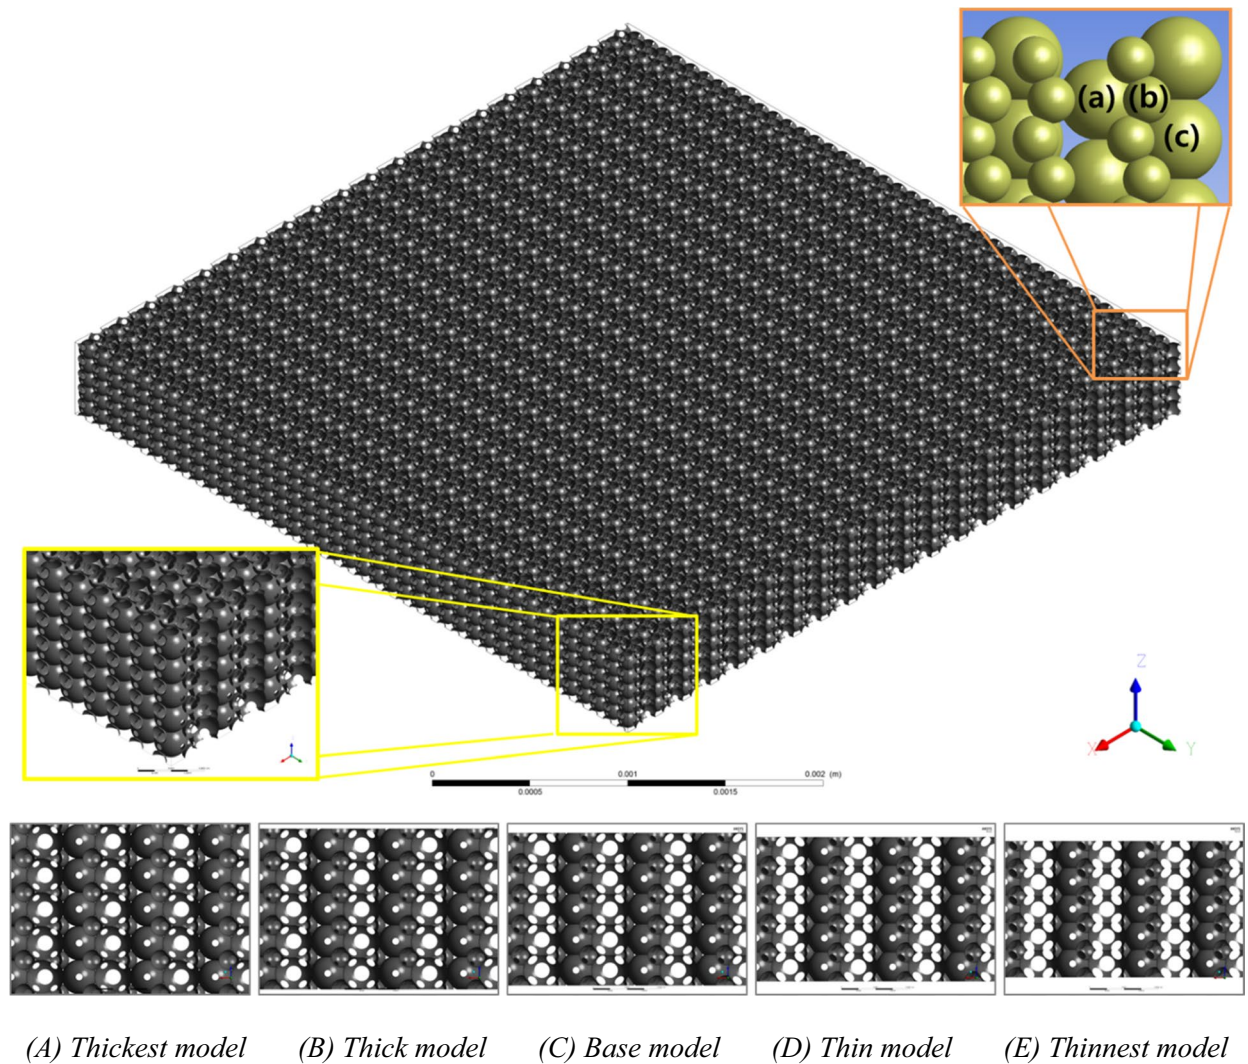 (a) (b)
(c)
Z
X Y
0 0.001 0.002 (m)
0.0005 0.0015
(A) Thickest model (B) Thick model (C) Base model (D) Thin model (E) Thinnest model